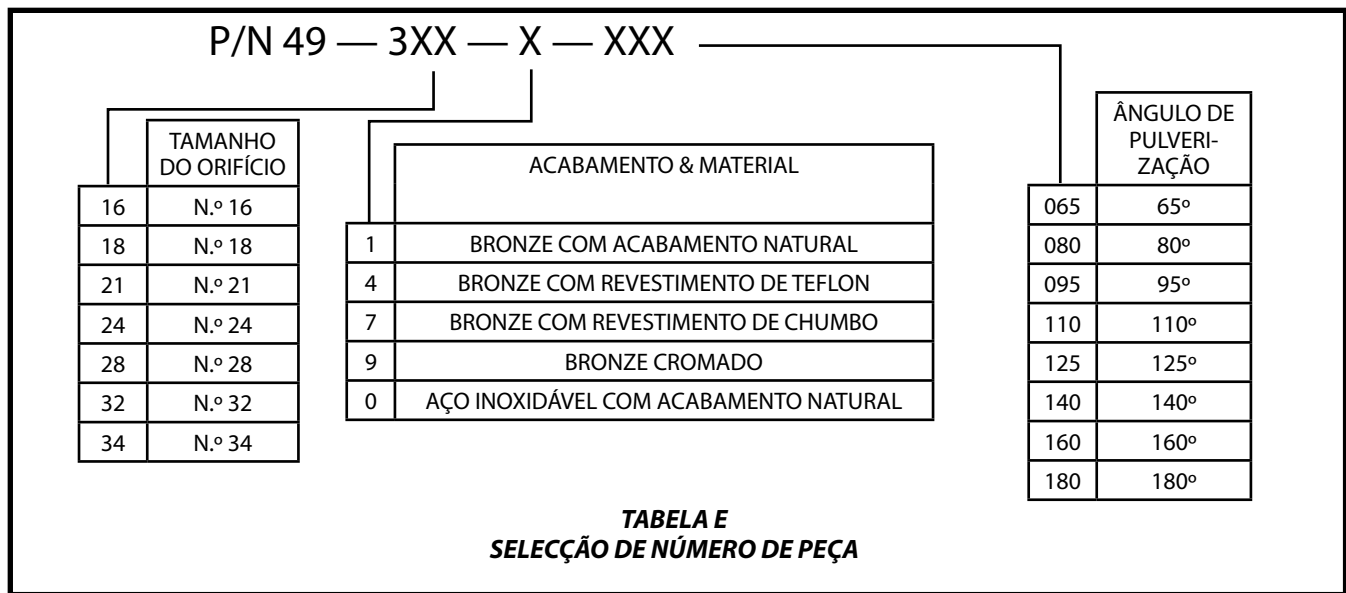 P/N 49 — 3XX — X — XXX
TAMANHO
DO ORIFÍCIO
16 N.º 16
18 N.º 18
21 N.º 21
24 N.º 24
28 N.º 28
32 N.º 32
34 N.º 34
ACABAMENTO & MATERIAL
1 BRONZE COM ACABAMENTO NATURAL
4 BRONZE COM REVESTIMENTO DE TEFLON
7 BRONZE COM REVESTIMENTO DE CHUMBO
9 BRONZE CROMADO
0 AÇO INOXIDÁVEL COM ACABAMENTO NATURAL
ÂNGULO DE
PULVERI-
ZAÇÃO
065 65º
080 80º
095 95º
110 110º
125 125º
140 140º
160 160º
180 180º
TABELA E
SELECÇÃO DE NÚMERO DE PEÇA